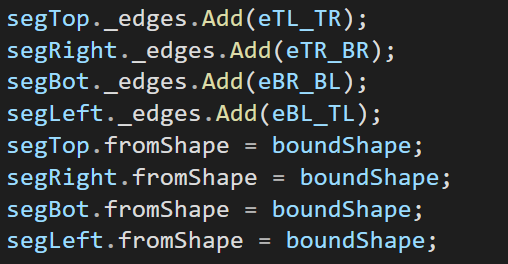 segTop._edges.Add(eTL_TR);
segRight._edges.Add(eTR_BR);
segBot._edges.Add(eBR_BL);
segLeft._edges.Add(eBL_TL);
segTop.fromShape = boundShape;
segRight.fromShape = boundShape;
segBot.fromShape = boundShape;
segLeft.fromShape = boundShape;